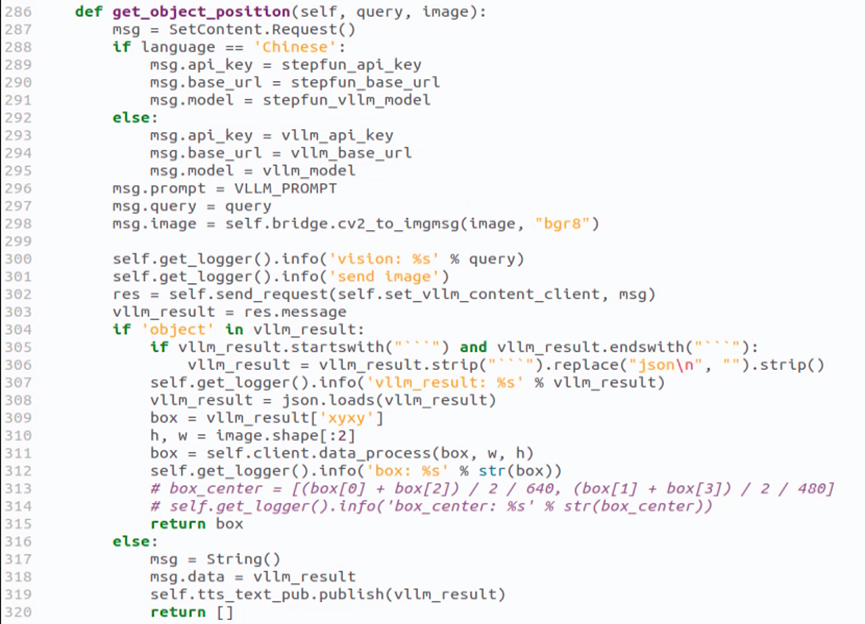 286     def get_object_position(self, query, image):
287         msg = SetContent.Request()
288         if language == 'Chinese':
289             msg.api_key = stepfun_api_key
290             msg.base_url = stepfun_base_url
291             msg.model = stepfun_vllm_model
292         else:
293             msg.api_key = vllm_api_key
294             msg.base_url = vllm_base_url
295             msg.model = vllm_model
296         msg.prompt = VLLM_PROMPT
297         msg.query = query
298         msg.image = self.bridge.cv2_to_imgmsg(image, "bgr8")
299
300         self.get_logger().info('vision: %s' % query)
301         self.get_logger().info('send image')
302         res = self.send_request(self.set_vllm_content_client, msg)
303         vllm_result = res.message
304         if 'object' in vllm_result:
305             if vllm_result.startswith("```") and vllm_result.endswith("```"):
306                 vllm_result = vllm_result.strip("```").replace("json\n", "").strip()
307             self.get_logger().info('vllm_result: %s' % vllm_result)
308             vllm_result = json.loads(vllm_result)
309             box = vllm_result['xyxy']
310             h, w = image.shape[:2]
311             box = self.client.data_process(box, w, h)
312             self.get_logger().info('box: %s' % str(box))
313             # box_center = [(box[0] + box[2]) / 2 / 640, (box[1] + box[3]) / 2 / 480]
314             # self.get_logger().info('box_center: %s' % str(box_center))
315             return box
316         else:
317             msg = String()
318             msg.data = vllm_result
319             self.tts_text_pub.publish(vllm_result)
320             return []